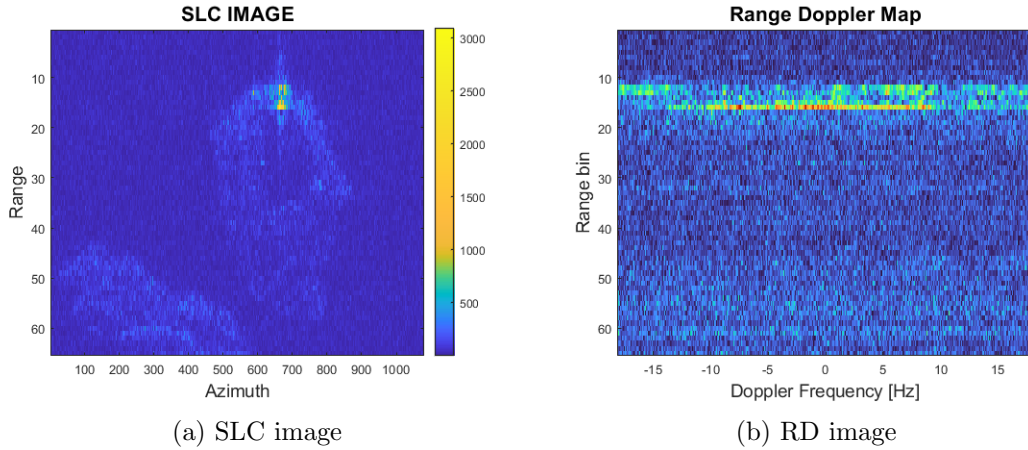 SLC IMAGE
10
20
30
40
50
60
Range
100 200 300 400 500 600 700 800 900 1000
Azimuth
3000
2500
2000
1500
1000
500
(a) SLC image
Range Doppler Map
10
20
30
40
50
60
Range bin
-15 -10 -5 0 5 10 15
Doppler Frequency [Hz]
(b) RD image